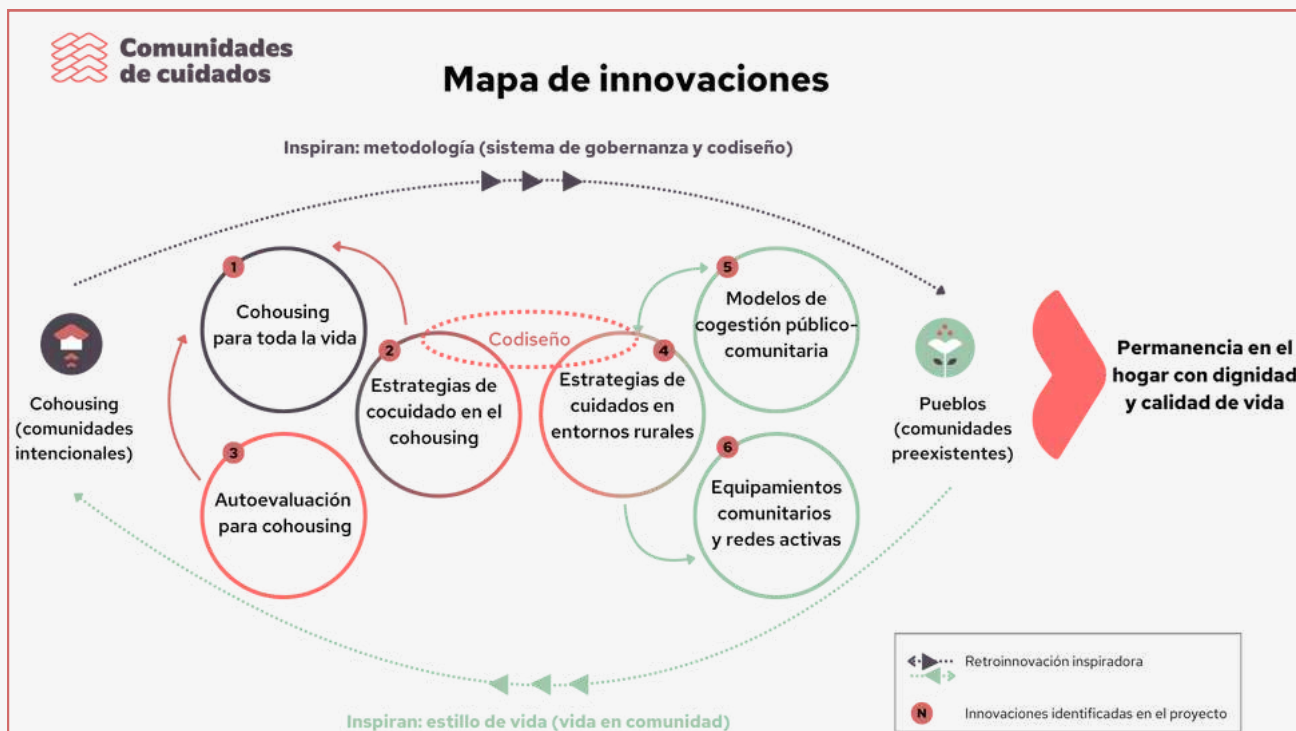 Comunidades
de cuidados
Mapa de innovaciones
Inspiran: metodología (sistema de gobernanza y codiseño)
1
Cohousing
para toda la vida
2
Estrategias de
cocuidado en el
cohousing
Codiseño
3
Autoevaluación
para cohousing
4
Estrategias de
cuidados en
entornos rurales
5
Modelos de
cogestión público-
comunitaria
6
Equipamientos
comunitarios
y redes activas
Cohousing
(comunidades
intencionales)
Pueblos
(comunidades
preexistentes)
Permanencia en el
hogar con dignidad
y calidad de vida
Inspiran: estillo de vida (vida en comunidad)
Retroinnovación inspiradora
N
Innovaciones identificadas en el proyecto